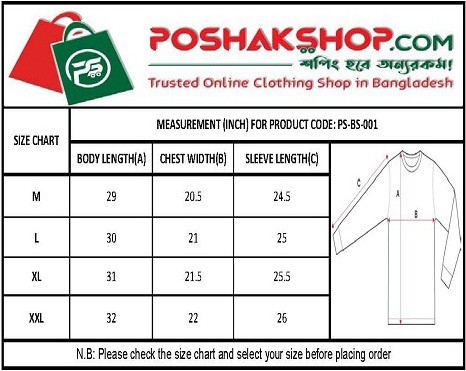 PS
POSHAKSHOP.COM
শপিং হবে অন্যরকম!
Trusted Online Clothing Shop in Bangladesh
SIZE CHART
MEASUREMENT (INCH) FOR PRODUCT CODE: PS-BS-001
BODY LENGTH(A) CHEST WIDTH(B) SLEEVE LENGTH(C)
M 29 20.5 24.5
L 30 21 25
XL 31 21.5 25.5
XXL 32 22 26
C
A
B
N.B: Please check the size chart and select your size before placing order